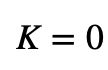 K = 0